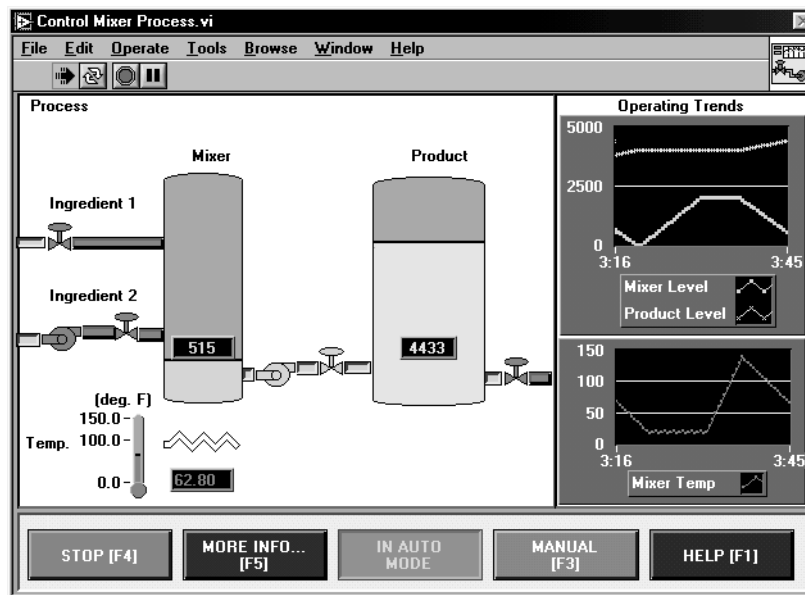 Control Mixer Process.vi
File Edit Operate Tools Browse Window Help
Process
Operating Trends
Mixer
Product
Ingredient 1
Ingredient 2
515
4433
(deg. F)
150.0
100.0
Temp.
0.0
62.80
5000
2500
0
3:16 3:45
Mixer Level
Product Level
150
100
50
0
3:16 3:45
Mixer Temp
STOP [F4]
MORE INFO...
[F5]
IN AUTO
MODE
MANUAL
[F3]
HELP [F1]